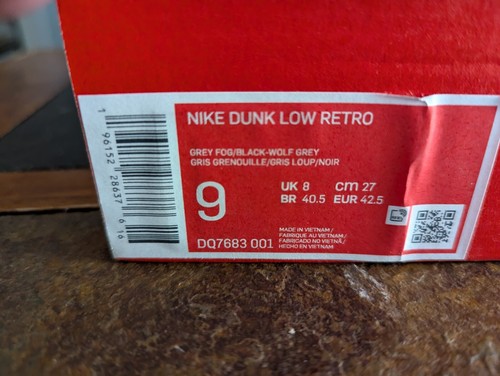 NIKE DUNK LOW RETRO
GREY FOG/BLACK-WOLF GREY
GRIS GRENOUILLE/GRIS LOUP/NOIR
9
UK 8 cm 27
BR 40.5 EUR 42.5
DQ7683 001
MADE IN VIETNAM/
FABRIQUE AU VIETNAM/
FABRICADO NO VIETNÃ/
HECHO EN VIETNAM
1 96152 28637 6 16